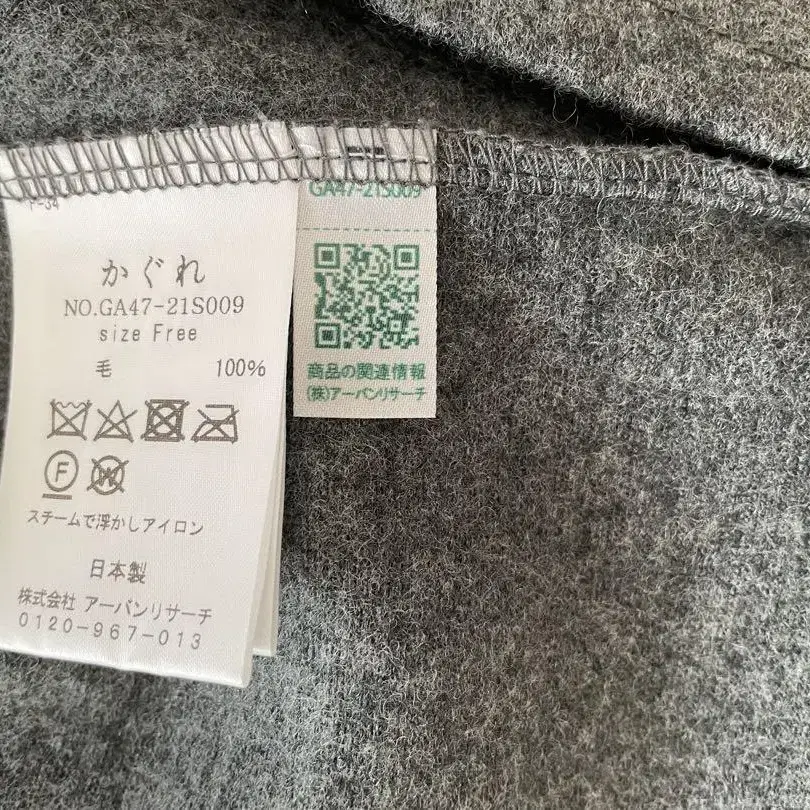 F-34
かぐれ
NO.GA47-21S009
size Free
毛 100%
F
W
スチームで浮かしアイロン
日本製
株式会社 アーバンリサーチ
0120-967-013
GA47-21S009
商品の関連情報
(株)アーバンリサーチ